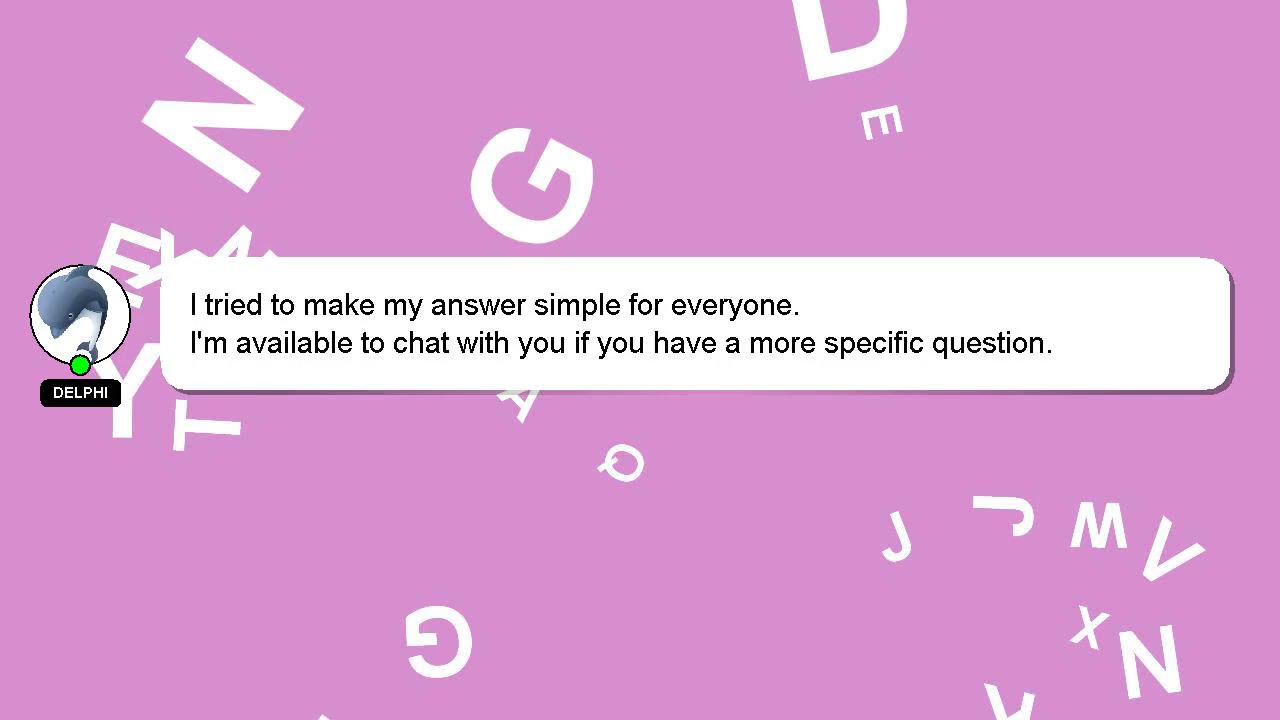 I tried to make my answer simple for everyone.
I'm available to chat with you if you have a more specific question.
DELPHI